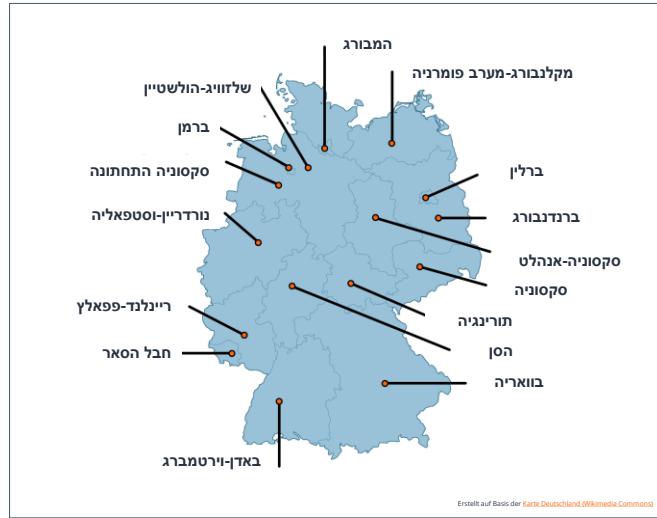 המבורג
מקלנבורג-מערב פומרניה
שלזוויג-הולשטיין
ברמן
סקסוניה התחתונה
ברלין
נורדריין-וסטפאליה
ברנדנבורג
סקסוניה-אנהלט
סקסוניה
ריינלנד-פפאלץ
תורינגיה
חבל הסאר
הסן
בוואריה
באדן-וירטמברג
Erstellt auf Basis der Karte Deutschland (Wikimedia Commons)